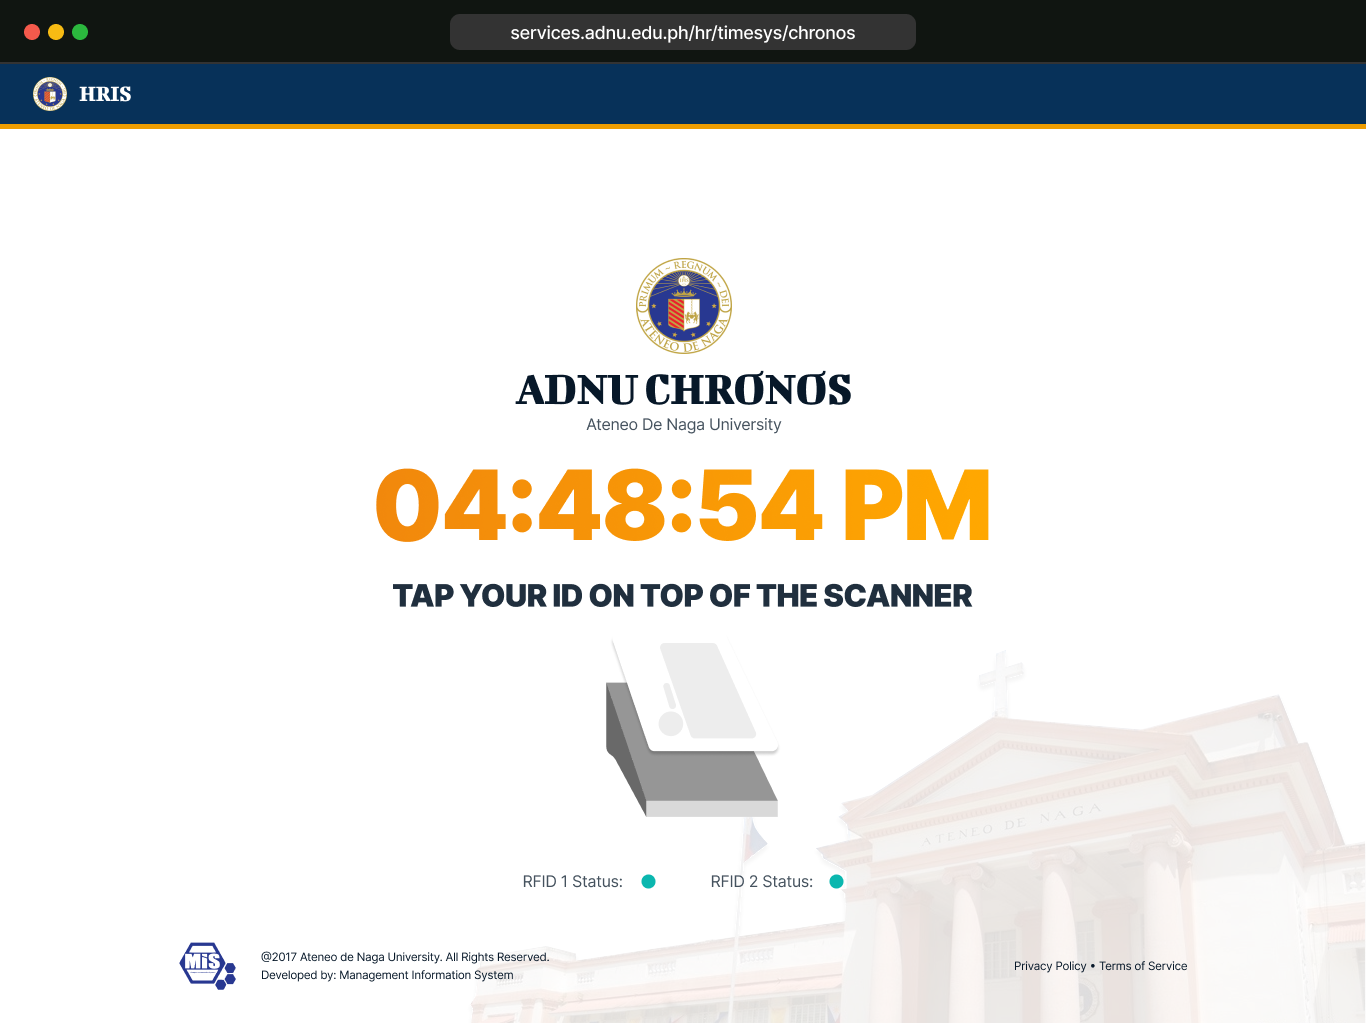 services.adnu.edu.ph/hr/timesys/chronos
HRIS
PRIMUM ~ REGNUM ~ DEI
ATENEO DE NAGA
ADNU CHRONOS
Ateneo De Naga University
04:48:54 PM
TAP YOUR ID ON TOP OF THE SCANNER
ATENEO DE NAGA
RFID 1 Status:
RFID 2 Status:
MiS
@2017 Ateneo de Naga University. All Rights Reserved.
Developed by: Management Information System
Privacy Policy • Terms of Service